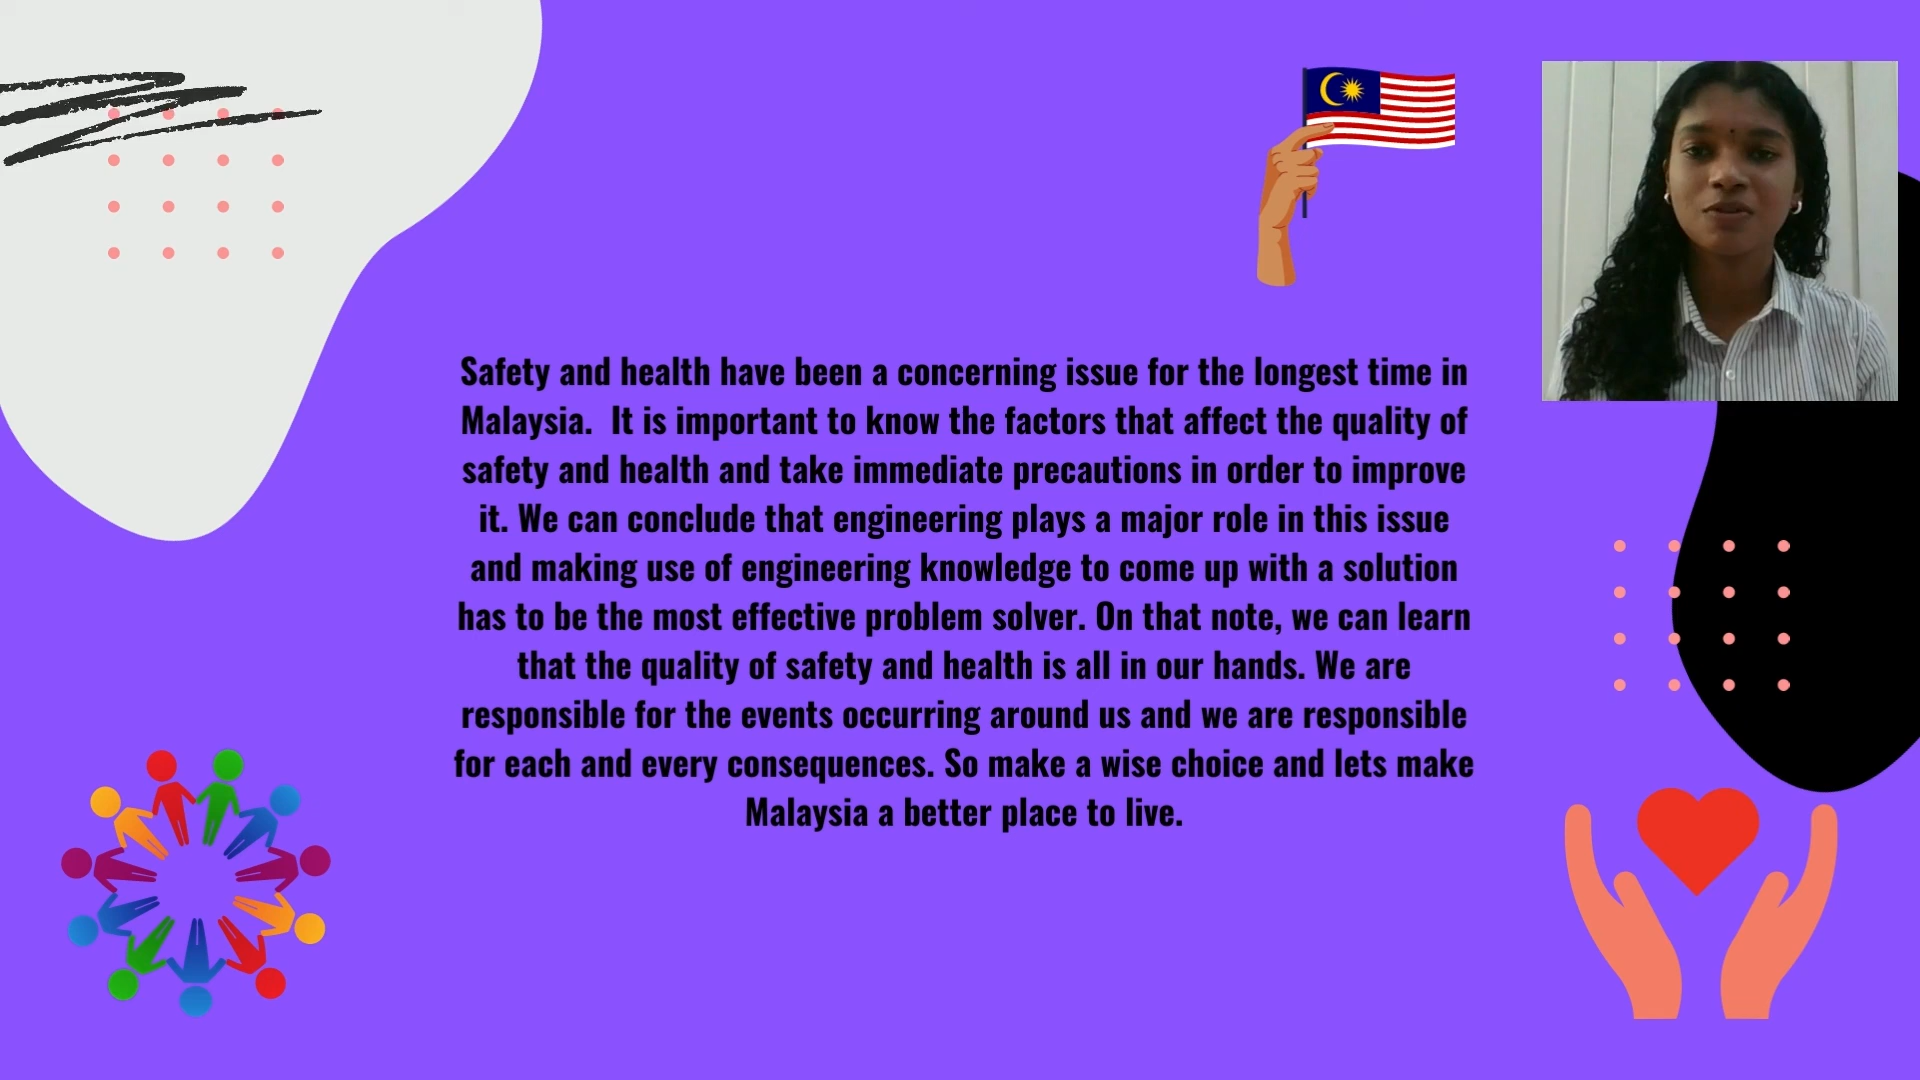 Safety and health have been a concerning issue for the longest time in
Malaysia.  It is important to know the factors that affect the quality of
safety and health and take immediate precautions in order to improve
it. We can conclude that engineering plays a major role in this issue
and making use of engineering knowledge to come up with a solution
has to be the most effective problem solver. On that note, we can learn
that the quality of safety and health is all in our hands. We are
responsible for the events occurring around us and we are responsible
for each and every consequences. So make a wise choice and lets make
Malaysia a better place to live.